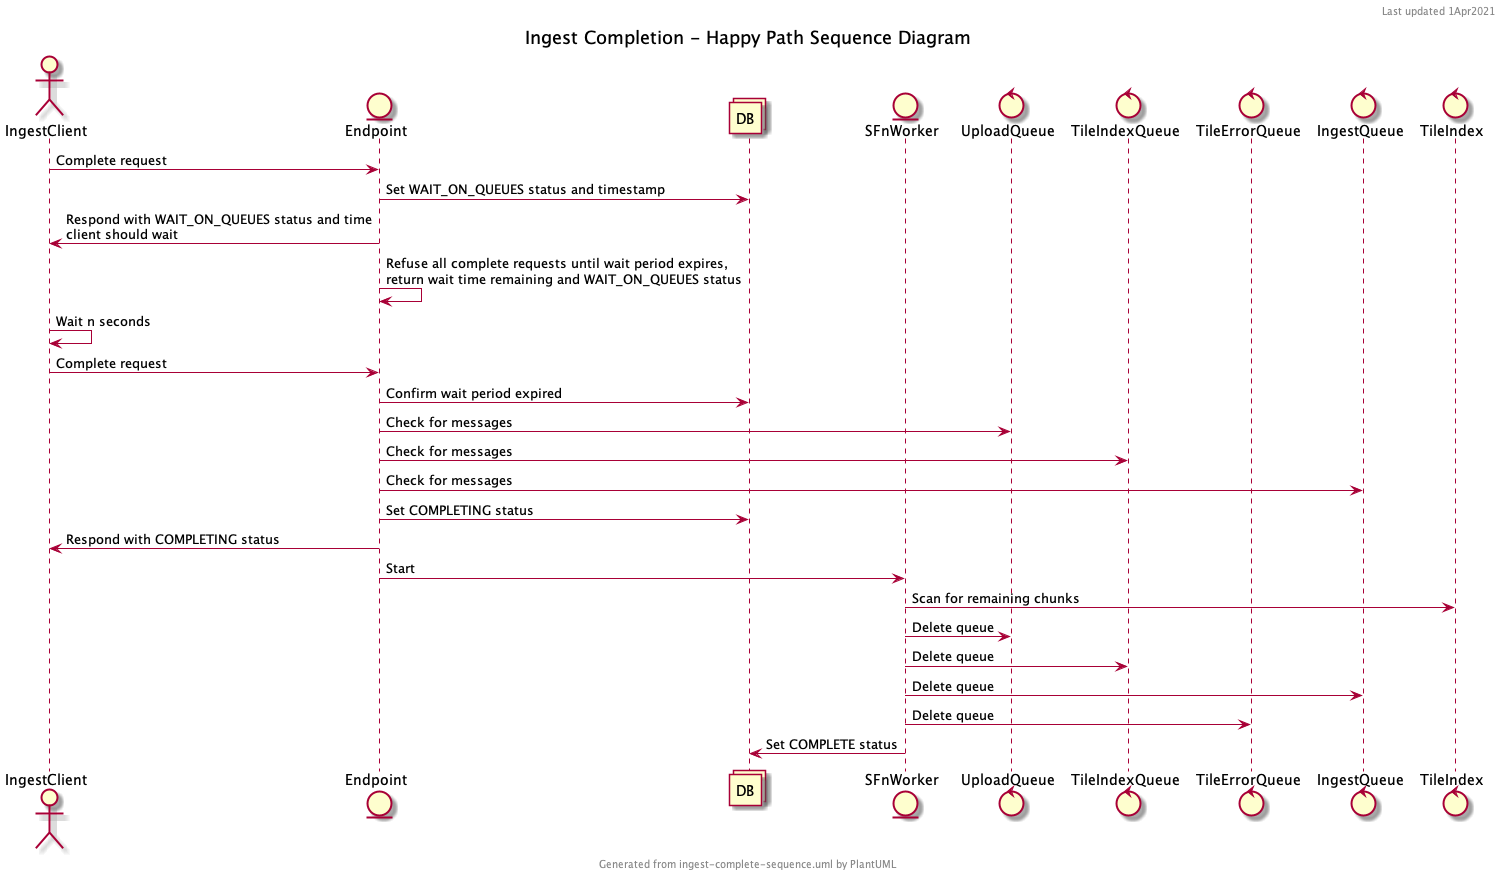 Last updated 1Apr2021
Ingest Completion - Happy Path Sequence Diagram
IngestClient
Endpoint
DB
SFnWorker
UploadQueue
TileIndexQueue
TileErrorQueue
IngestQueue
TileIndex
Complete request
Set WAIT_ON_QUEUES status and timestamp
Respond with WAIT_ON_QUEUES status and time
client should wait
Refuse all complete requests until wait period expires,
return wait time remaining and WAIT_ON_QUEUES status
Wait n seconds
Complete request
Confirm wait period expired
Check for messages
Check for messages
Check for messages
Set COMPLETING status
Respond with COMPLETING status
Start
Scan for remaining chunks
Delete queue
Delete queue
Delete queue
Delete queue
Set COMPLETE status
IngestClient
Endpoint
DB
SFnWorker
UploadQueue
TileIndexQueue
TileErrorQueue
IngestQueue
TileIndex
Generated from ingest-complete-sequence.uml by PlantUML